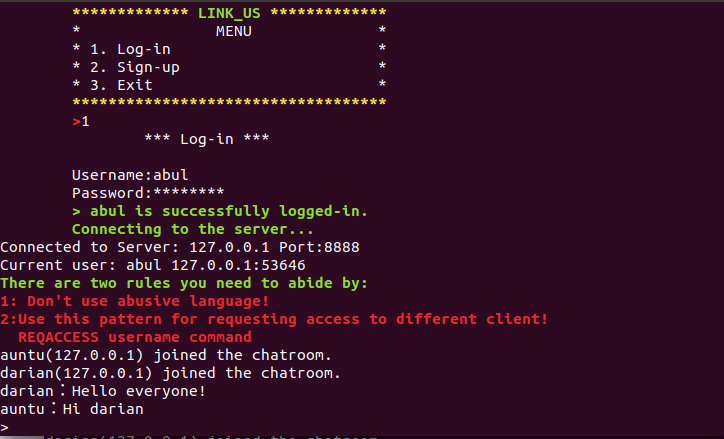 ************* LINK_US *************
* MENU *
* 1. Log-in *
* 2. Sign-up *
* 3. Exit *
***********************************
>1
*** Log-in ***
Username:abul
Password:********
> abul is successfully logged-in.
Connecting to the server...
Connected to Server: 127.0.0.1 Port:8888
Current user: abul 127.0.0.1:53646
There are two rules you need to abide by:
1: Don't use abusive language!
2:Use this pattern for requesting access to different client!
REQACCESS username command
auntu(127.0.0.1) joined the chatroom.
darian(127.0.0.1) joined the chatroom.
darian：Hello everyone!
auntu：Hi darian
>
darian(127.0.0.1) joined the chatroom